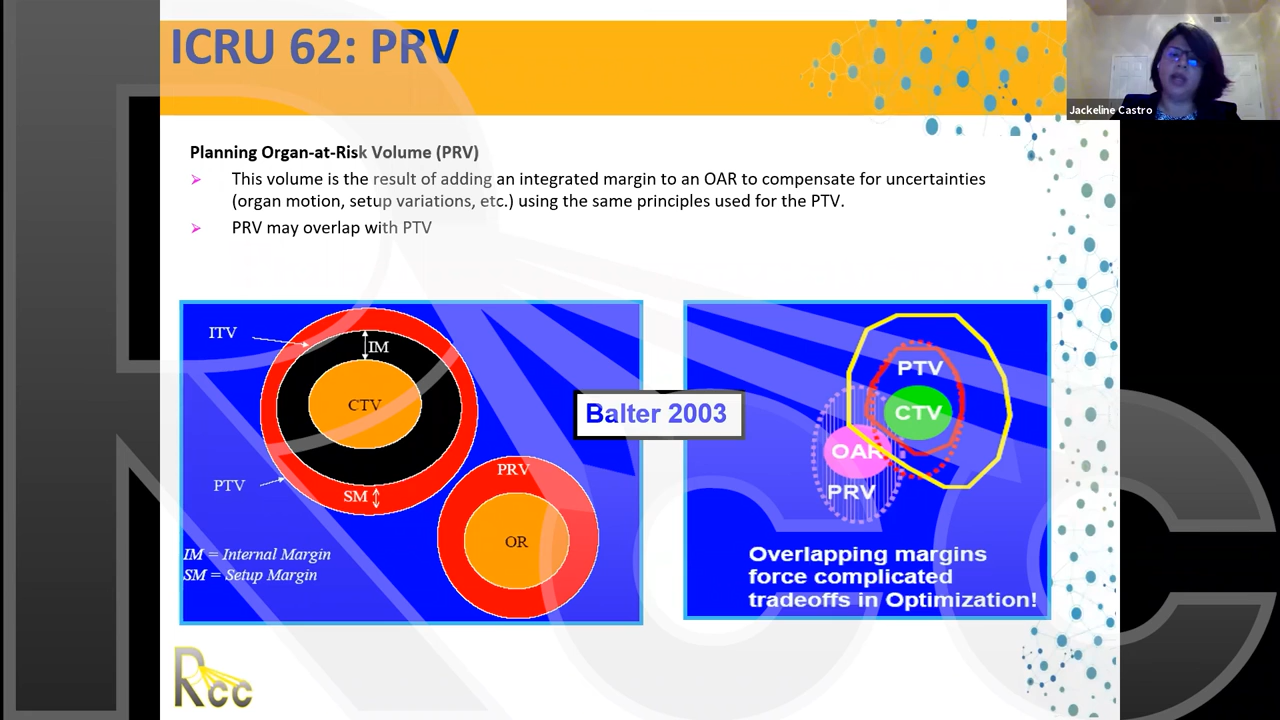 ICRU 62: PRV
Jackeline Castro
Planning Organ-at-Risk Volume (PRV)
This volume is the result of adding an integrated margin to an OAR to compensate for uncertainties
(organ motion, setup variations, etc.) using the same principles used for the PTV.
PRV may overlap with PTV
ITV
IM
CTV
PTV
SM
PRV
OR
IM = Internal Margin
SM = Setup Margin
Balter 2003
PTV
CTV
OAR
PRV
Overlapping margins
force complicated
tradeoffs in Optimization!
Rcc